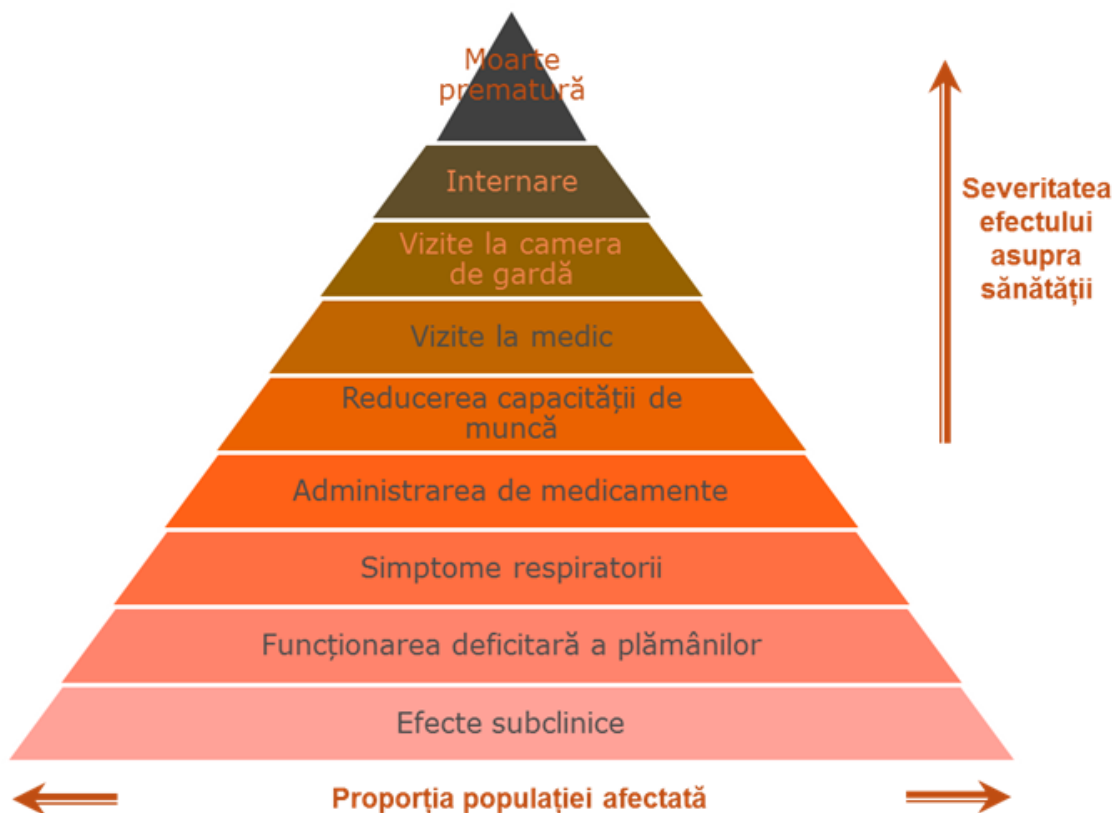 Moarte
prematură
Internare
Vizite la camera
de gardă
Vizite la medic
Reducerea capacității de
muncă
Administrarea de medicamente
Simptome respiratorii
Funcționarea deficitară a plămânilor
Efecte subclinice
Severitatea
efectului
asupra
sănătății
Proporția populației afectată